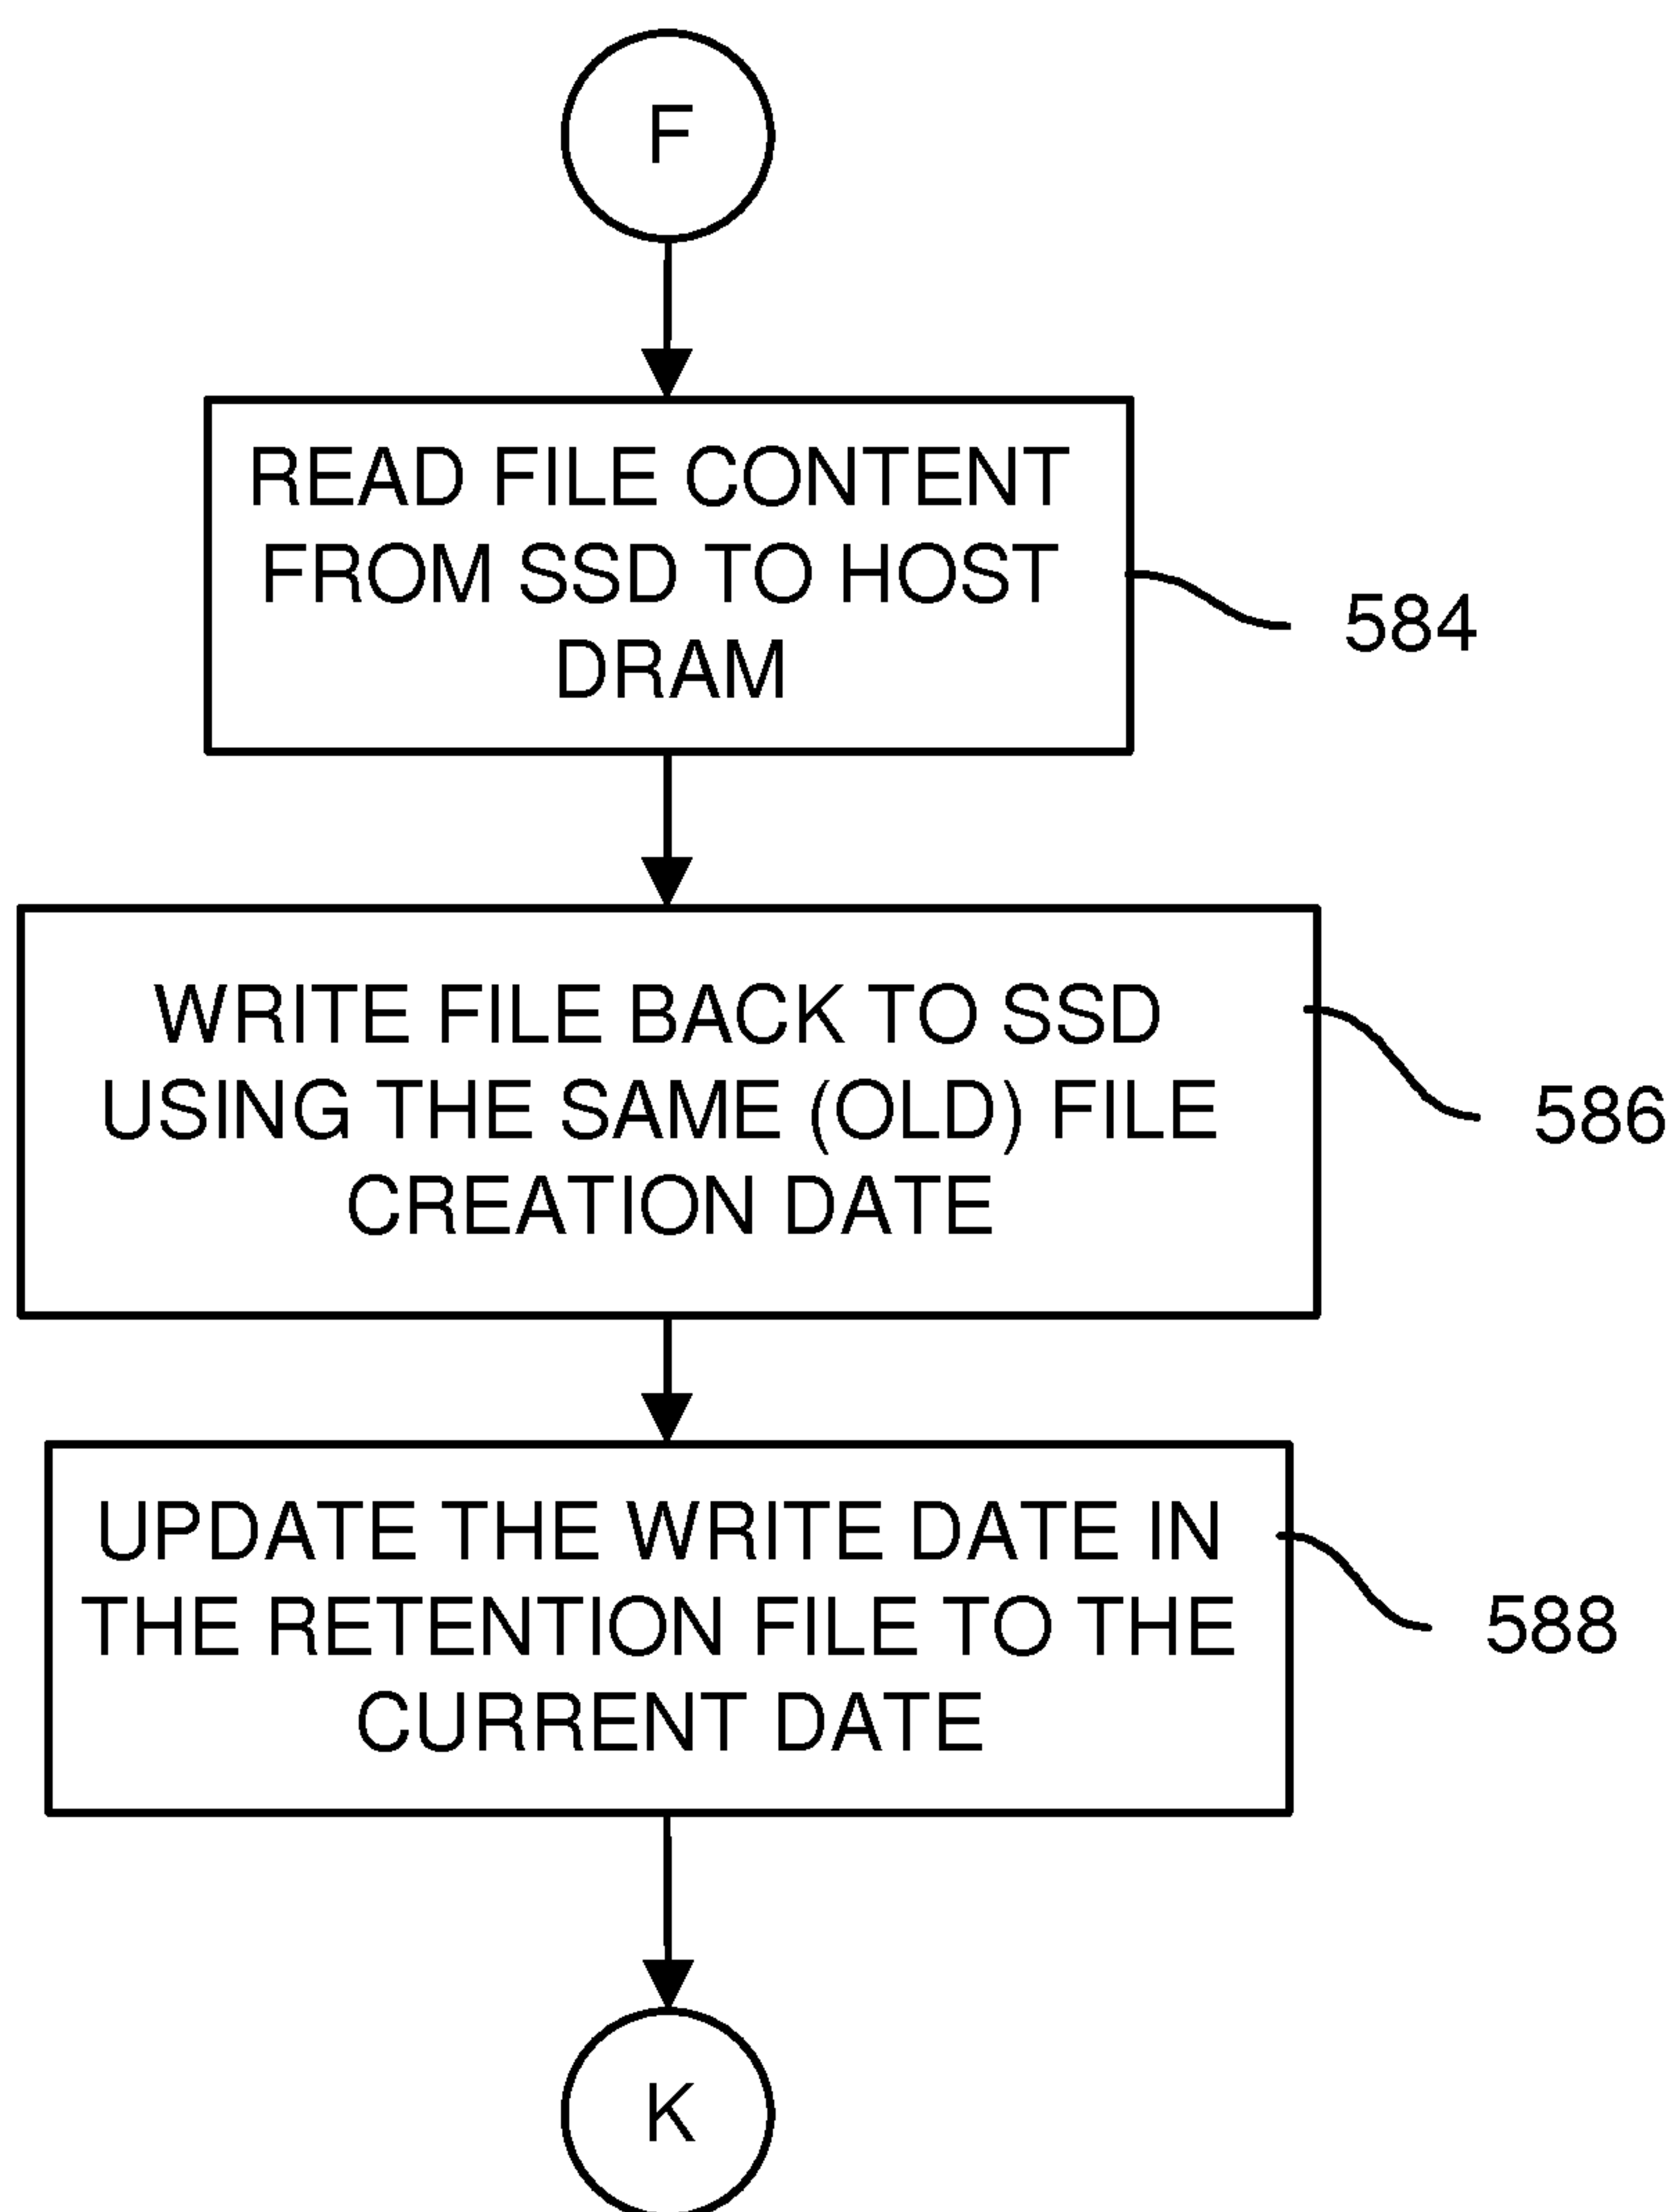 F
READ FILE CONTENT
FROM SSD TO HOST
DRAM
584
WRITE FILE BACK TO SSD
USING THE SAME (OLD) FILE
CREATION DATE
586
UPDATE THE WRITE DATE IN
THE RETENTION FILE TO THE
CURRENT DATE
588
K